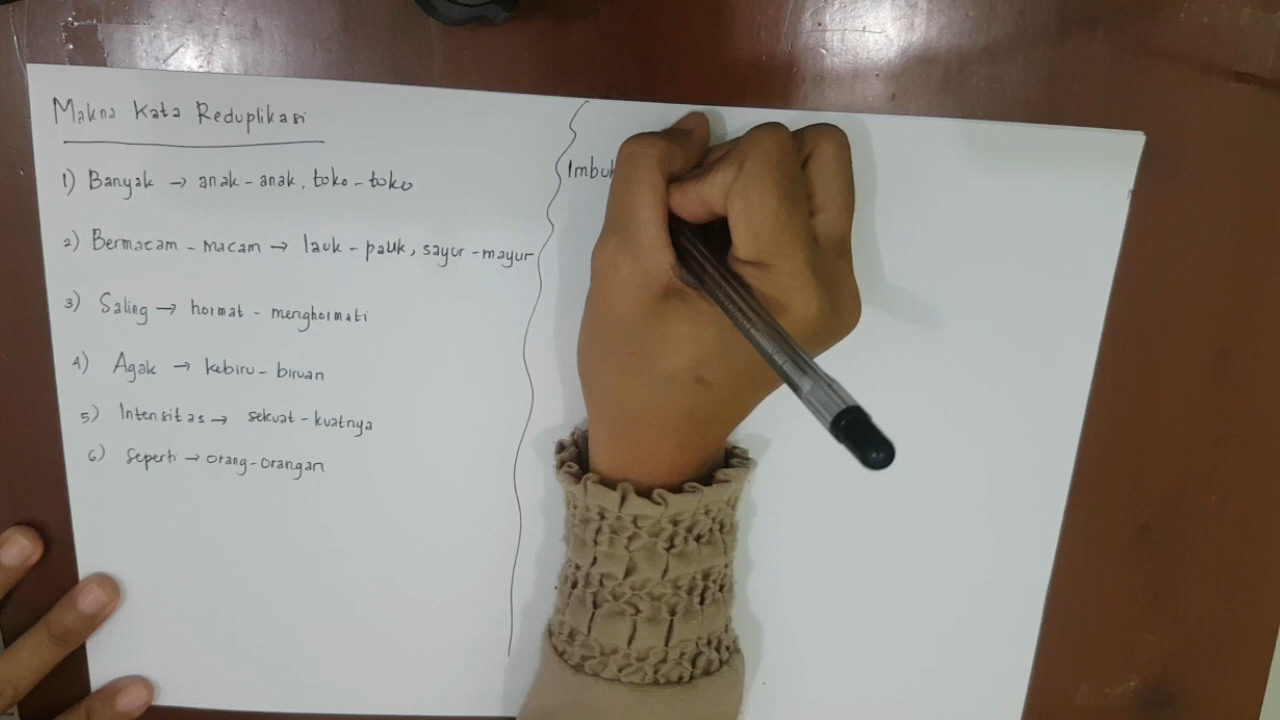 Makna Kata Reduplikasi
1) Banyak → anak - anak, toko - toko
2) Bermacam - macam → lauk - pauk, sayur - mayur
3) Saling → hormat - menghormati
4) Agak → kebiru - biruan
5) Intensitas → sekuat - kuatnya
6) Seperti → orang - orangan